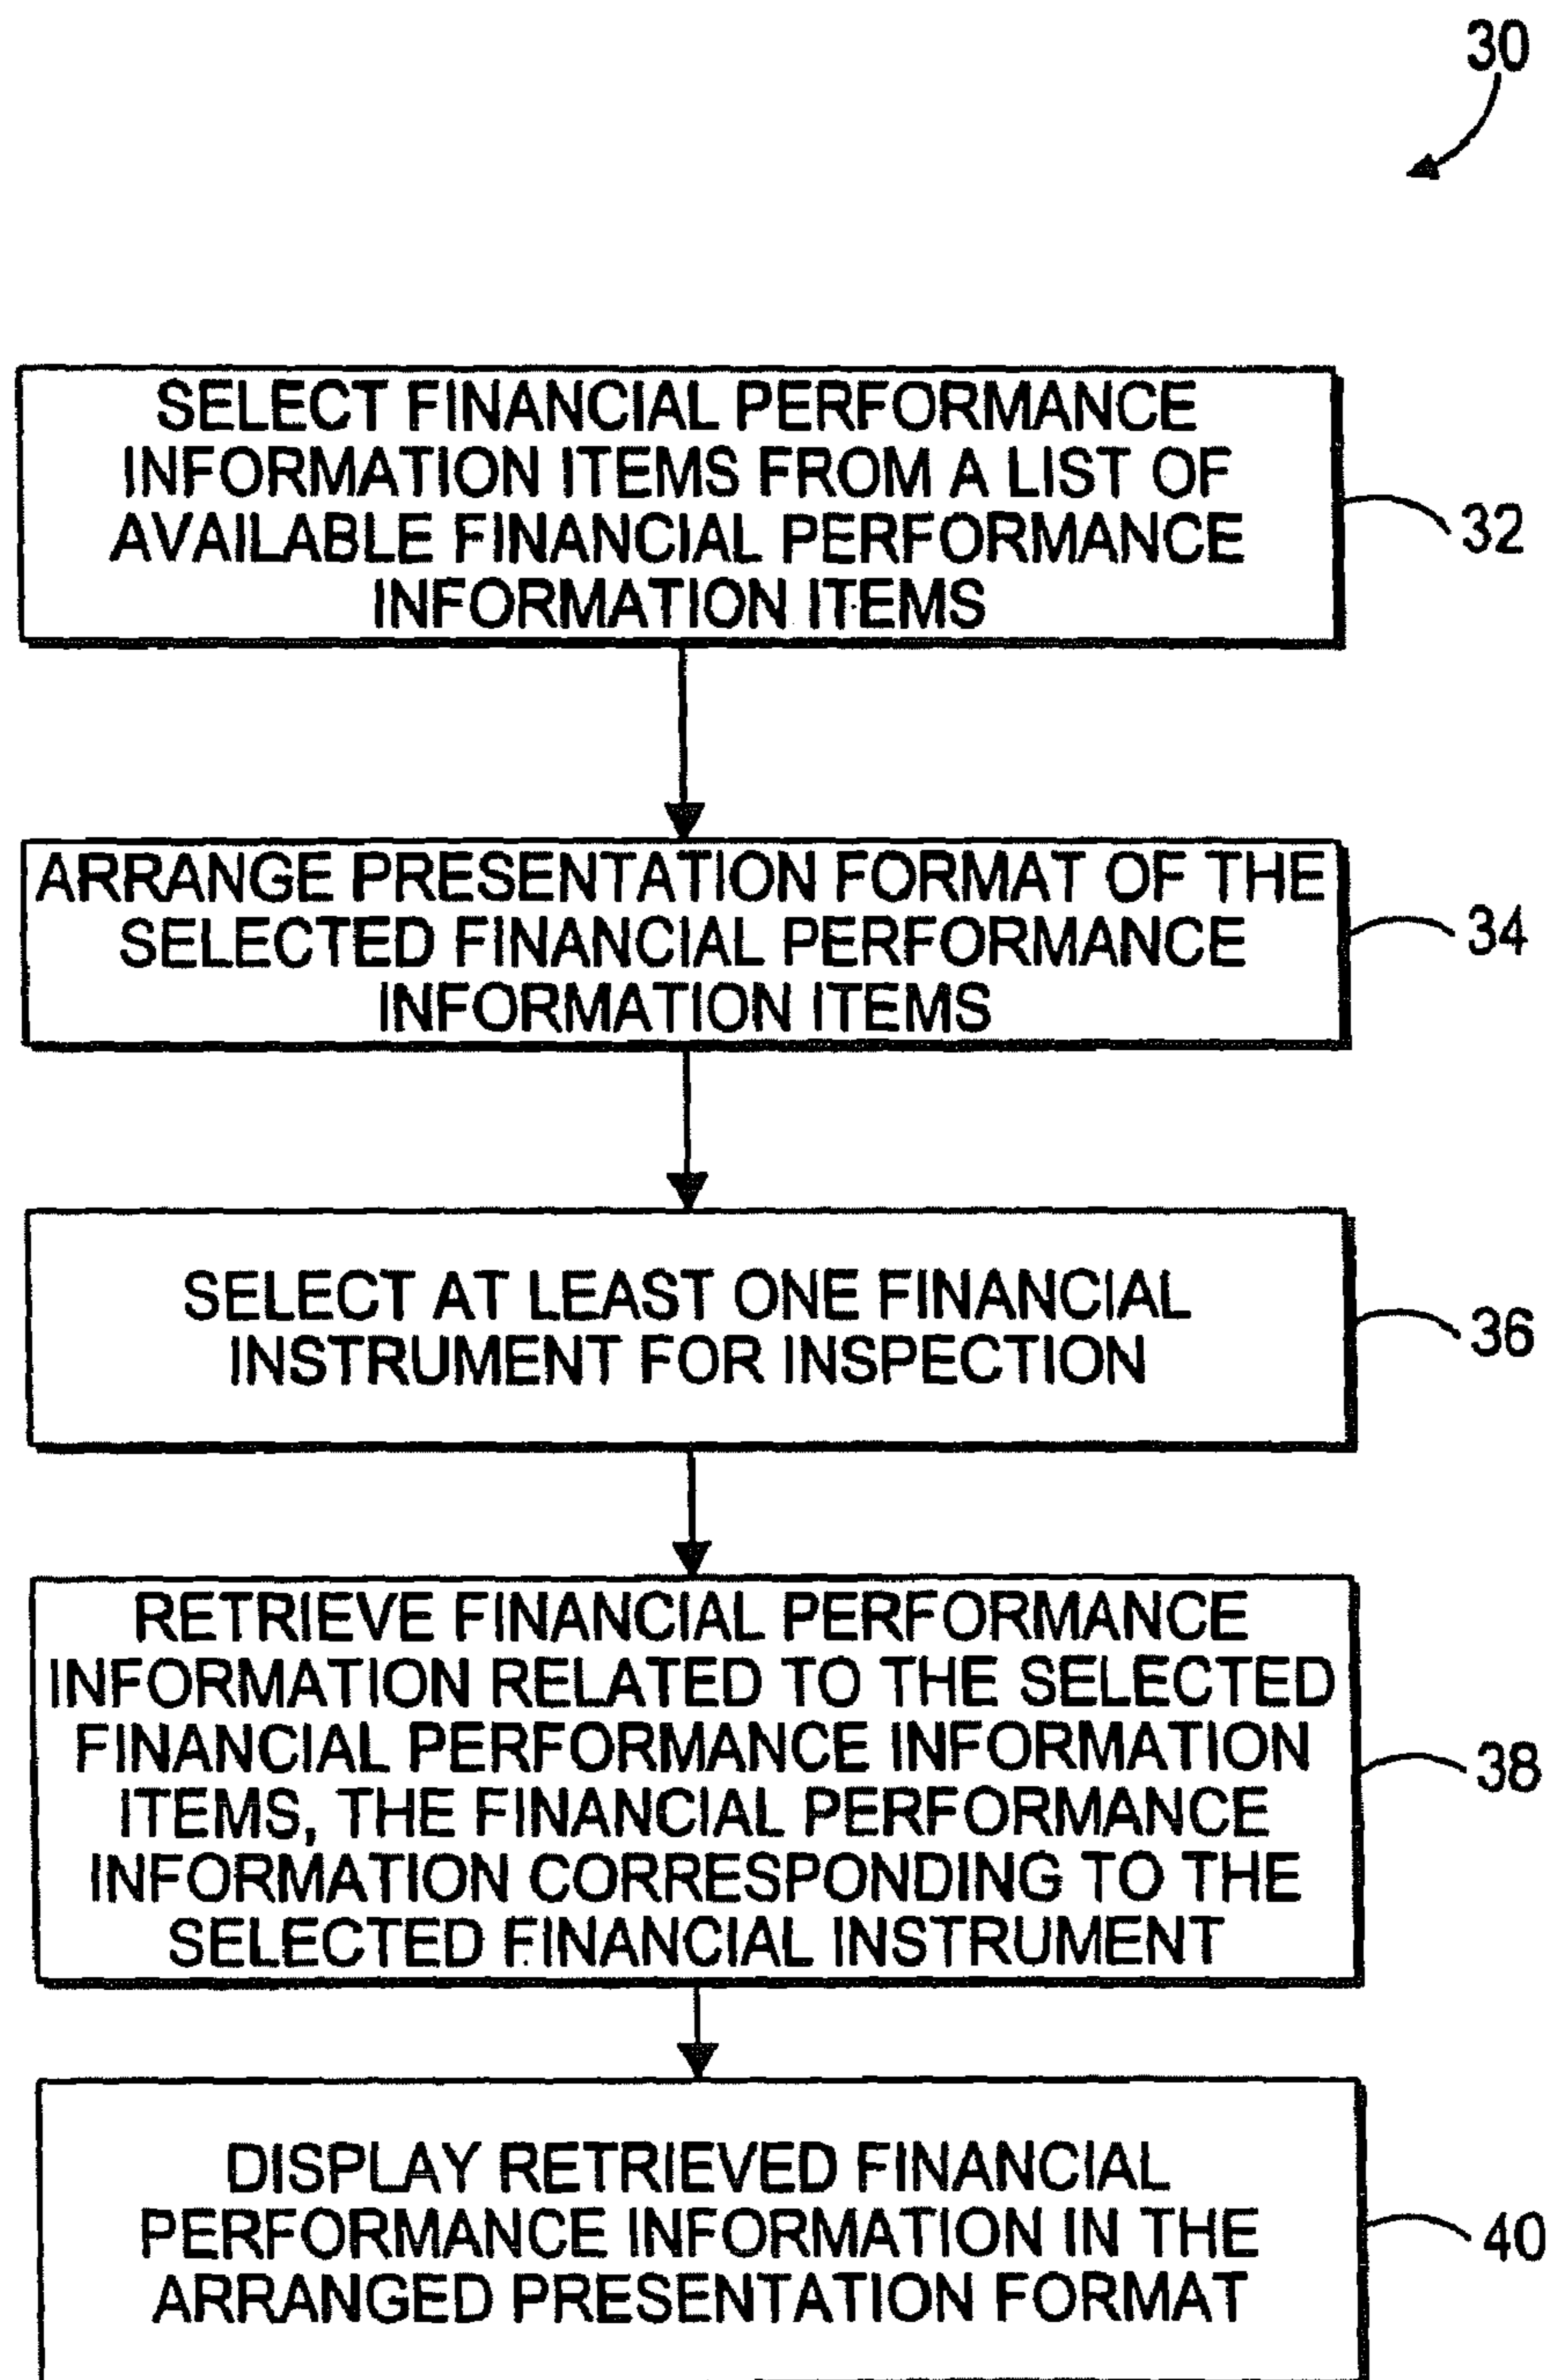 30
SELECT FINANCIAL PERFORMANCE
INFORMATION ITEMS FROM A LIST OF
AVAILABLE FINANCIAL PERFORMANCE
INFORMATION ITEMS
32
ARRANGE PRESENTATION FORMAT OF THE
SELECTED FINANCIAL PERFORMANCE
INFORMATION ITEMS
34
SELECT AT LEAST ONE FINANCIAL
INSTRUMENT FOR INSPECTION
36
RETRIEVE FINANCIAL PERFORMANCE
INFORMATION RELATED TO THE SELECTED
FINANCIAL PERFORMANCE INFORMATION
ITEMS, THE FINANCIAL PERFORMANCE
INFORMATION CORRESPONDING TO THE
SELECTED FINANCIAL INSTRUMENT
38
DISPLAY RETRIEVED FINANCIAL
PERFORMANCE INFORMATION IN THE
ARRANGED PRESENTATION FORMAT
40